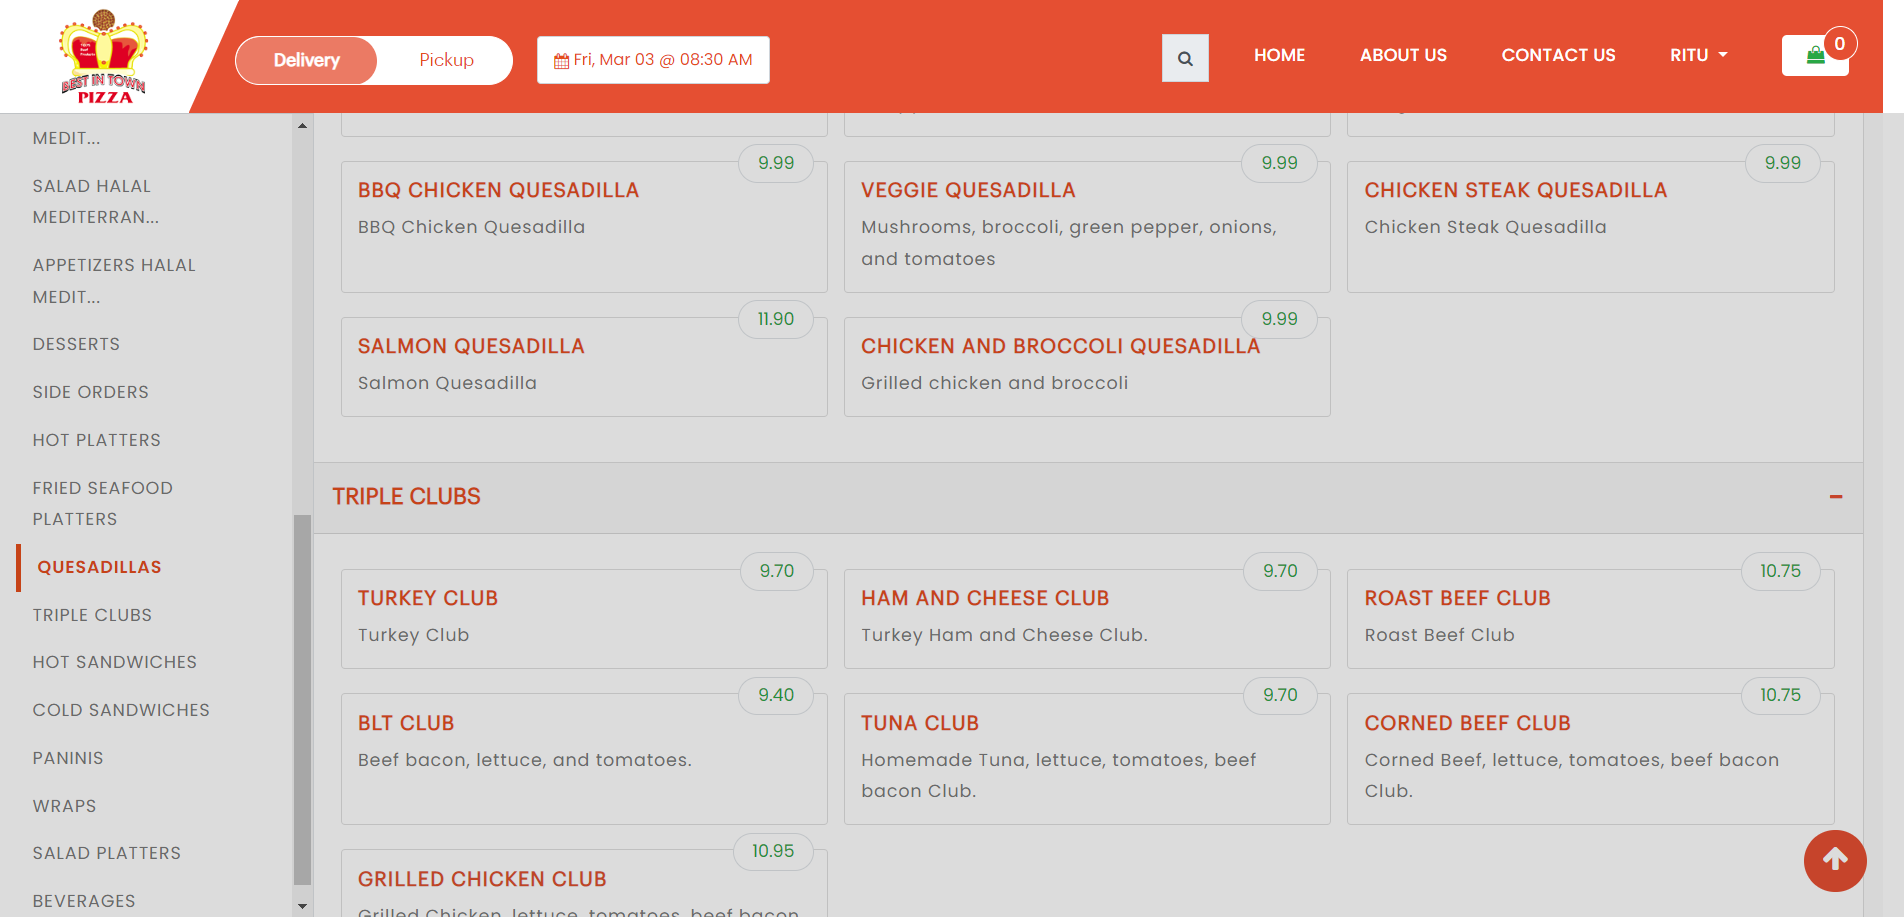 BEST IN TOWN
PIZZA
Delivery
Pickup
Fri, Mar 03 @ 08:30 AM
HOME
ABOUT US
CONTACT US
RITU
0
MEDIT...
SALAD HALAL
MEDITERRAN...
APPETIZERS HALAL
MEDIT...
DESSERTS
SIDE ORDERS
HOT PLATTERS
FRIED SEAFOOD
PLATTERS
QUESADILLAS
TRIPLE CLUBS
HOT SANDWICHES
COLD SANDWICHES
PANINIS
WRAPS
SALAD PLATTERS
BEVERAGES
9.99
BBQ CHICKEN QUESADILLA
BBQ Chicken Quesadilla
9.99
VEGGIE QUESADILLA
Mushrooms, broccoli, green pepper, onions,
and tomatoes
9.99
CHICKEN STEAK QUESADILLA
Chicken Steak Quesadilla
11.90
SALMON QUESADILLA
Salmon Quesadilla
9.99
CHICKEN AND BROCCOLI QUESADILLA
Grilled chicken and broccoli
TRIPLE CLUBS
9.70
TURKEY CLUB
Turkey Club
9.70
HAM AND CHEESE CLUB
Turkey Ham and Cheese Club.
10.75
ROAST BEEF CLUB
Roast Beef Club
9.40
BLT CLUB
Beef bacon, lettuce, and tomatoes.
9.70
TUNA CLUB
Homemade Tuna, lettuce, tomatoes, beef
bacon Club.
10.75
CORNED BEEF CLUB
Corned Beef, lettuce, tomatoes, beef bacon
Club.
10.95
GRILLED CHICKEN CLUB
Grilled Chicken, lettuce, tomatoes, beef bacon